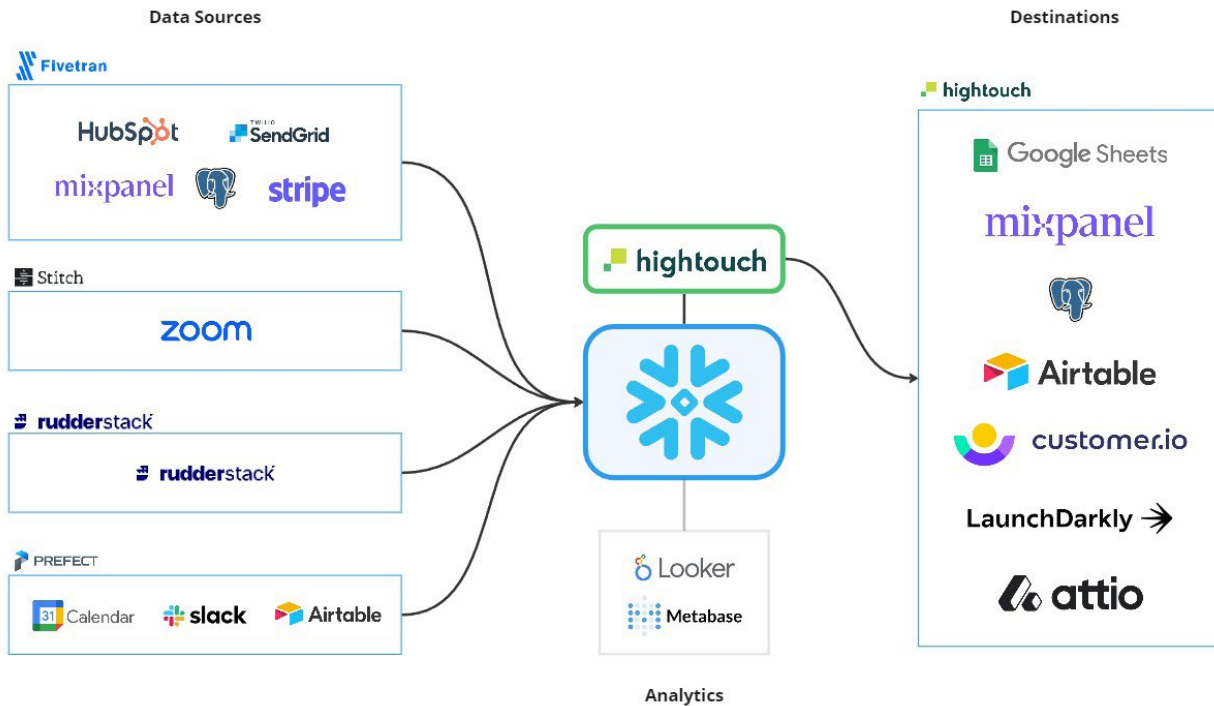 Data Sources
Destinations
Fivetran
HubSpot
TWILIO
SendGrid
mixpanel
stripe
Stitch
zoom
rudderstack
rudderstack
PREFECT
31 Calendar
slack
Airtable
hightouch
Looker
Metabase
Analytics
hightouch
Google Sheets
mixpanel
Airtable
customer.io
LaunchDarkly
attio